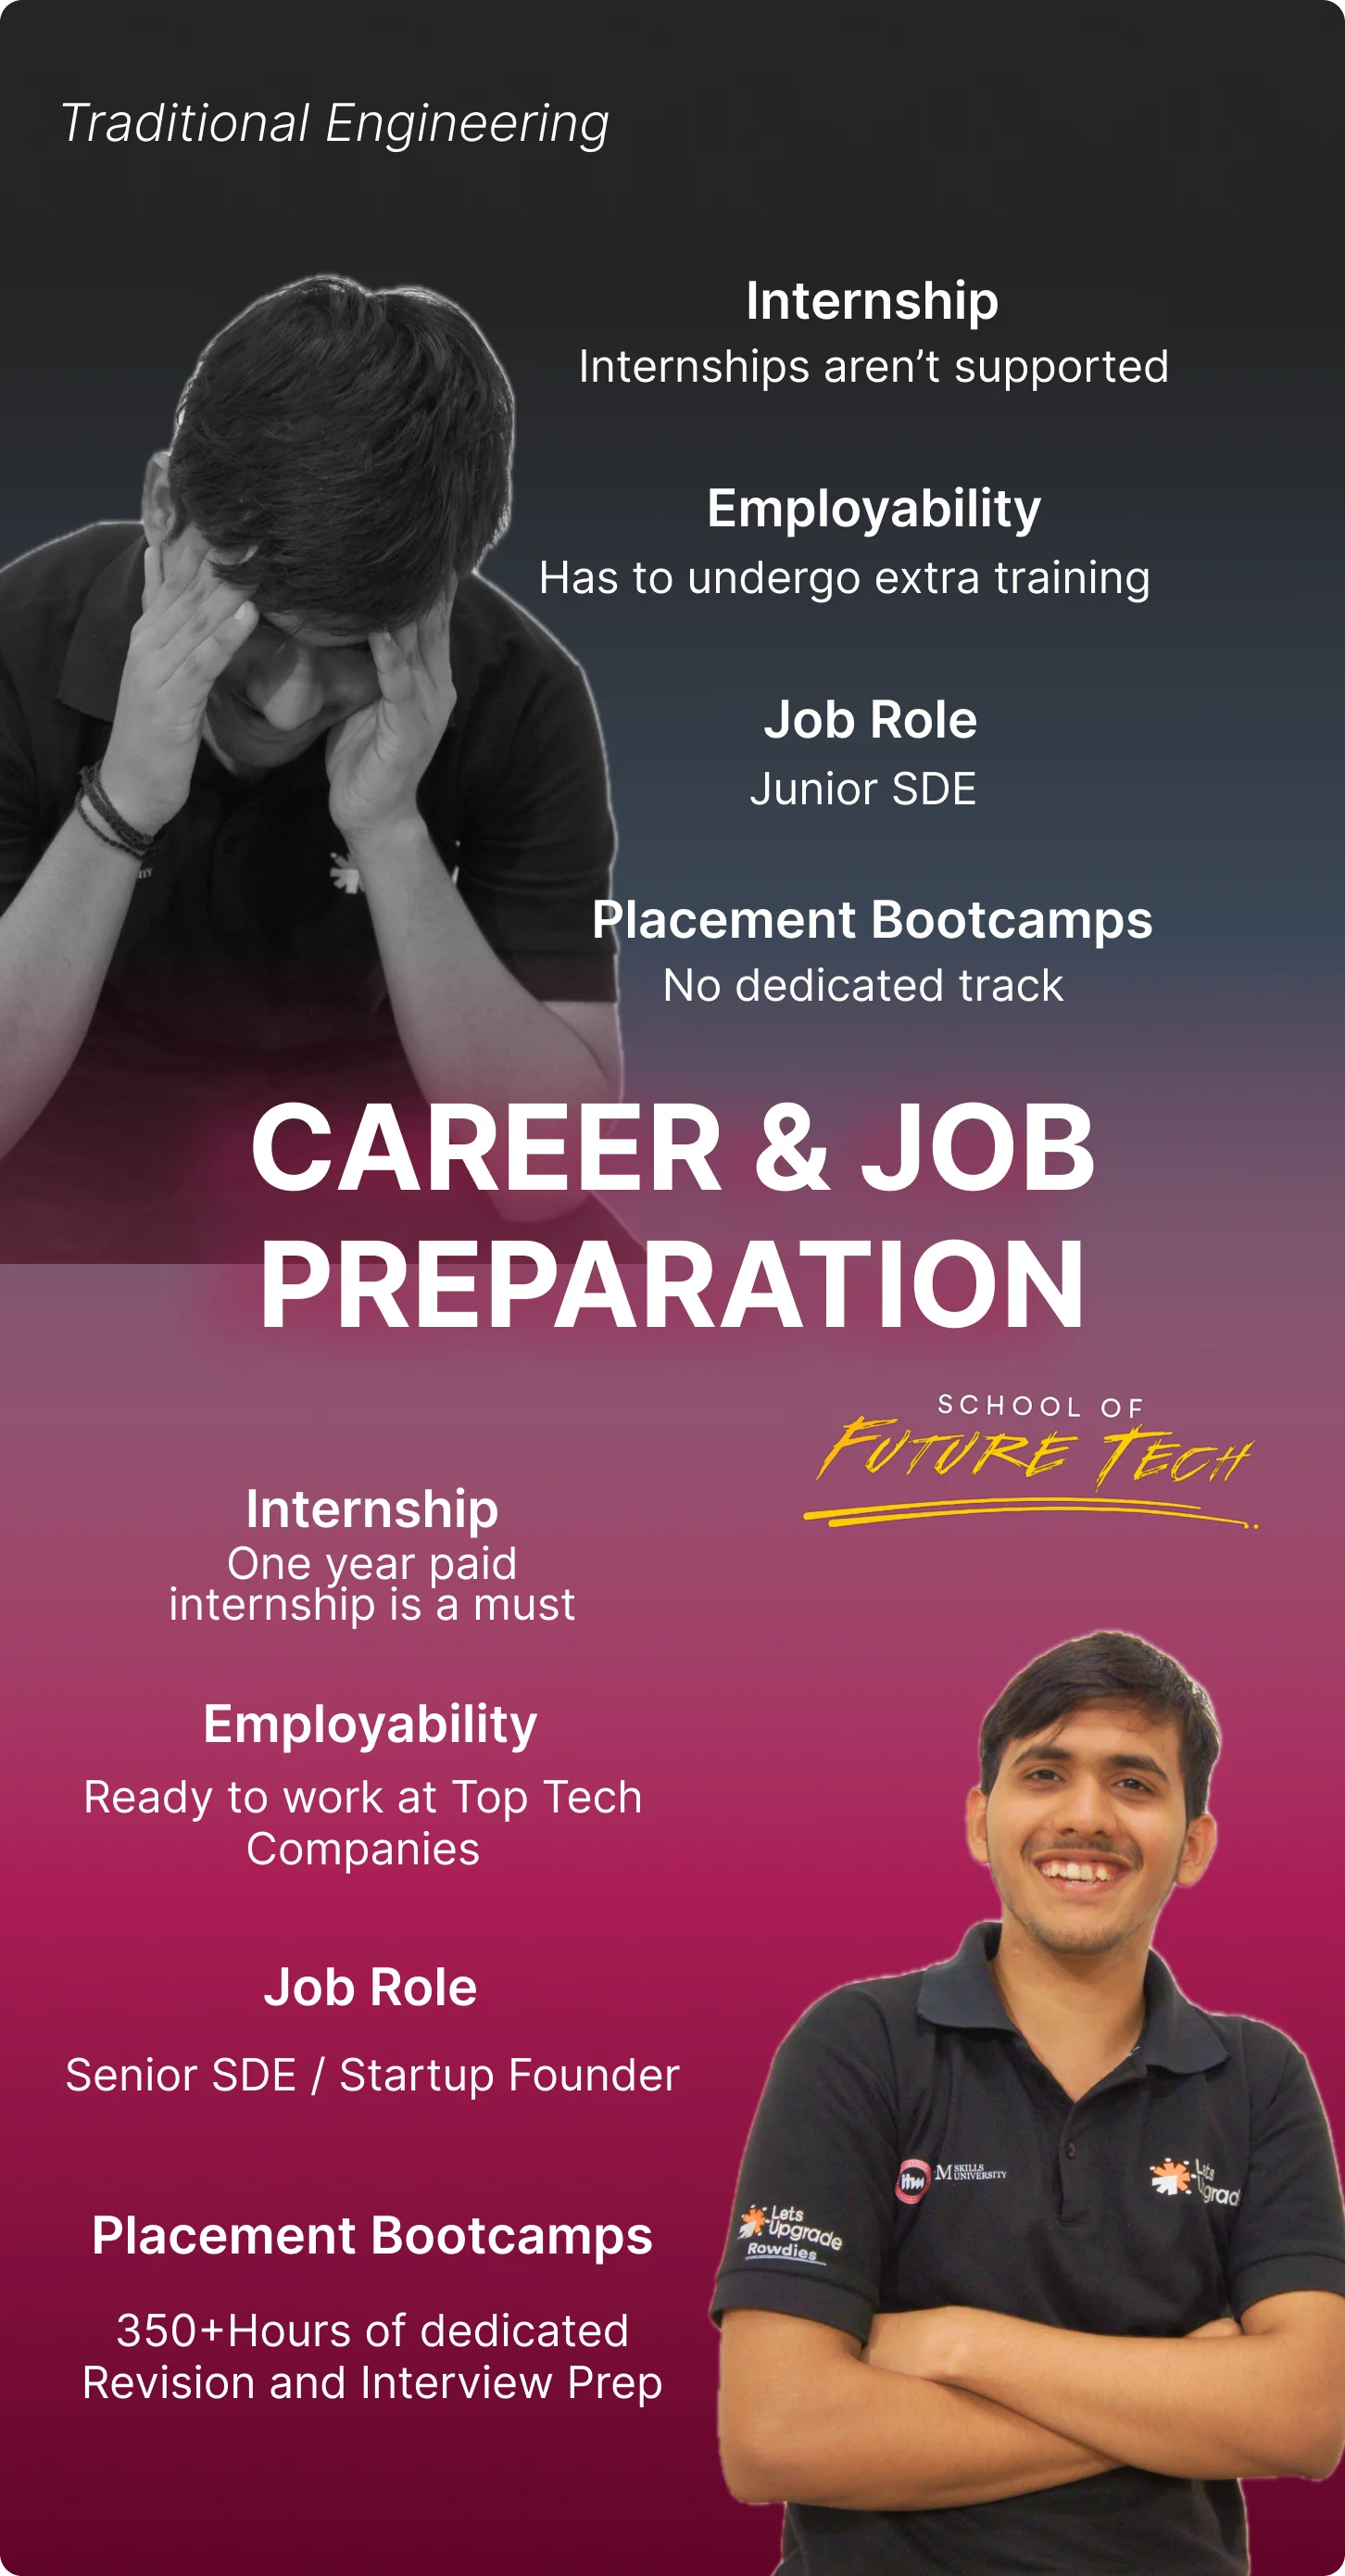 Traditional Engineering
Internship
Internships aren’t supported
Employability
Has to undergo extra training
Job Role
Junior SDE
Placement Bootcamps
No dedicated track
CAREER & JOB
PREPARATION
SCHOOL OF
FUTURE TECH
Internship
One year paid
internship is a must
Employability
Ready to work at Top Tech
Companies
Job Role
Senior SDE / Startup Founder
Placement Bootcamps
350+Hours of dedicated
Revision and Interview Prep
itm
SKILLS
UNIVERSITY
Lets
Upgrade
Rowdies
Lets